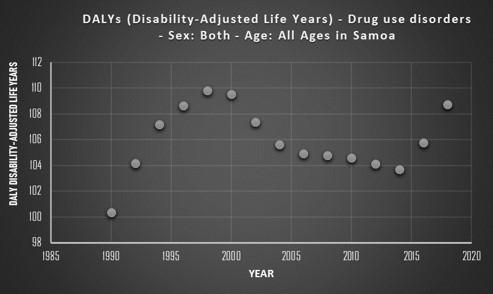 DALYs (Disability-Adjusted Life Years) - Drug use disorders
- Sex: Both - Age: All Ages in Samoa
DALY DISABILITY-ADJUSTED LIFE YEARS
112
110
108
106
104
102
100
98
1985 1990 1995 2000 2005 2010 2015 2020
YEAR